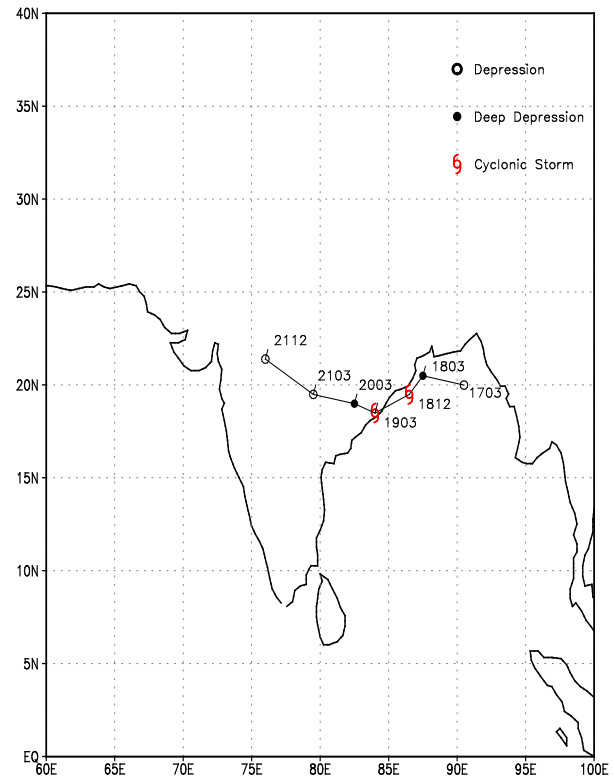 40N
Depression
35N
Deep Depression
Cyclonic Storm
30N
25N
2112
1803
2103
2003
20N
1703
1812
1903
15N
10N
5N
EQ
60E 65E 70E 75E 80E 85E 90E 95E 100E